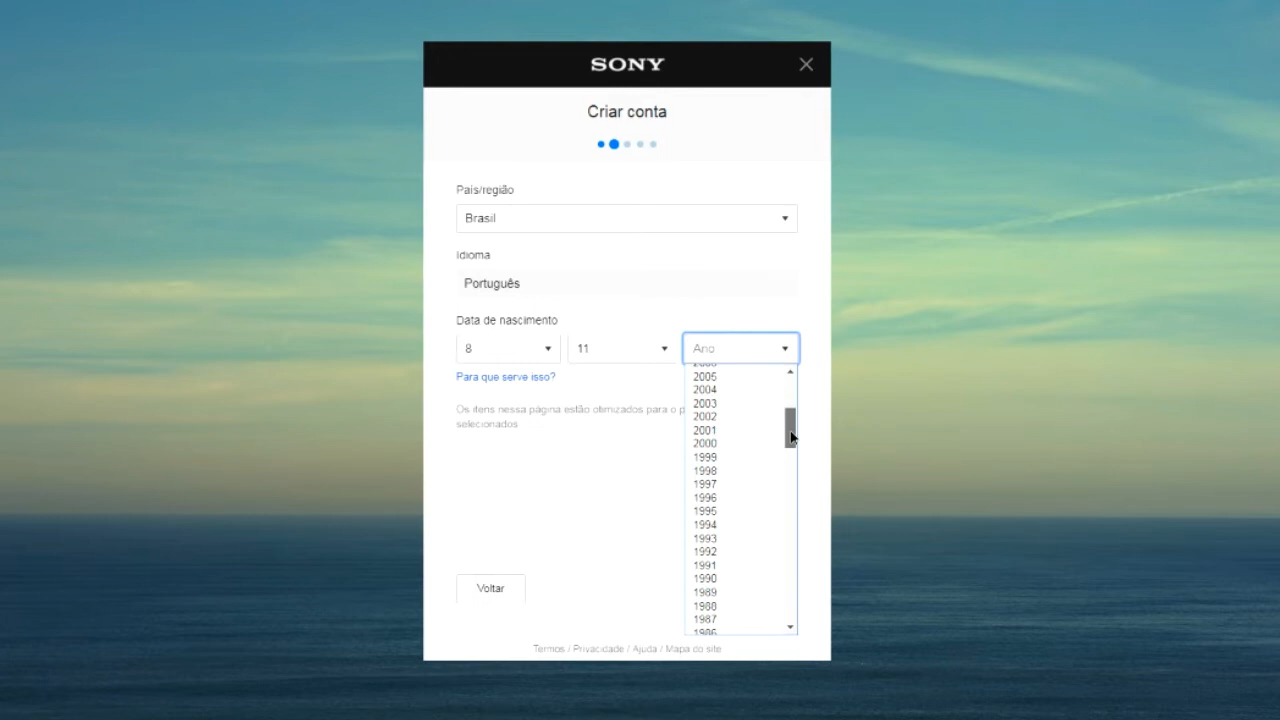 SONY
Criar conta
País/região
Brasil
Idioma
Português
Data de nascimento
8
11
Ano
Para que serve isso?
Os itens nessa página estão otimizados para o p
selecionados
2005
2004
2003
2002
2001
2000
1999
1998
1997
1996
1995
1994
1993
1992
1991
1990
1989
1988
1987
1986
Voltar
Termos / Privacidade / Ajuda / Mapa do site